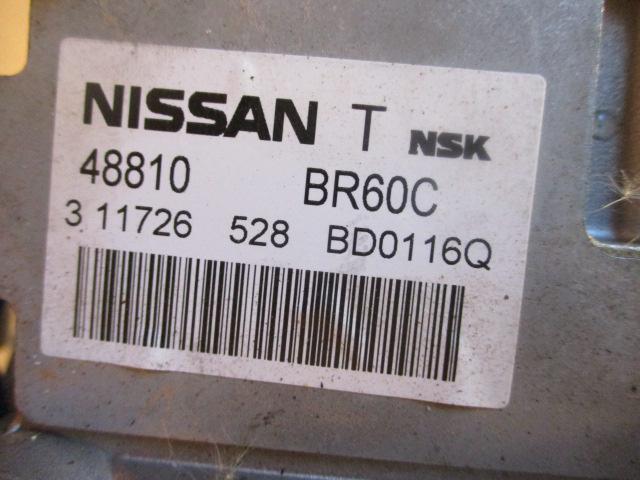 NISSAN T NSK
48810 BR60C
3 11726 528 BD0116Q